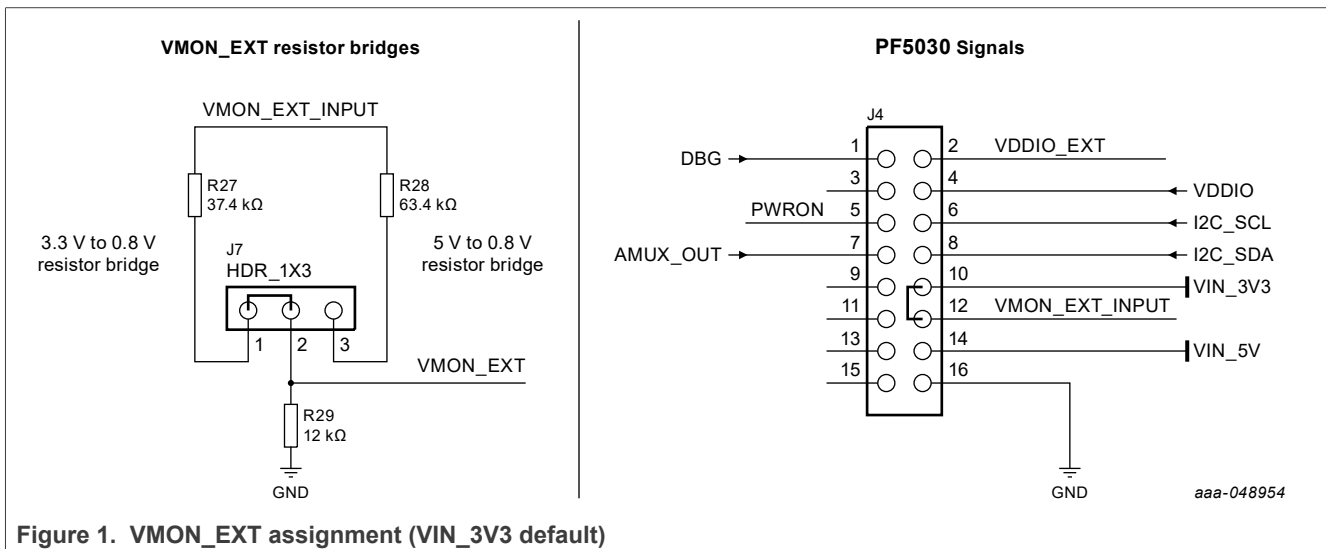 VMON_EXT resistor bridges
VMON_EXT_INPUT
R27
37.4 kΩ
R28
63.4 kΩ
3.3 V to 0.8 V
resistor bridge
5 V to 0.8 V
resistor bridge
J7
HDR_1X3
1
2
3
VMON_EXT
R29
12 kΩ
GND
PF5030 Signals
J4
DBG
1
2
VDDIO_EXT
3
4
VDDIO
PWRON
5
6
I2C_SCL
AMUX_OUT
7
8
I2C_SDA
9
10
VIN_3V3
11
12
VMON_EXT_INPUT
13
14
VIN_5V
15
16
GND
aaa-048954
Figure 1. VMON_EXT assignment (VIN_3V3 default)